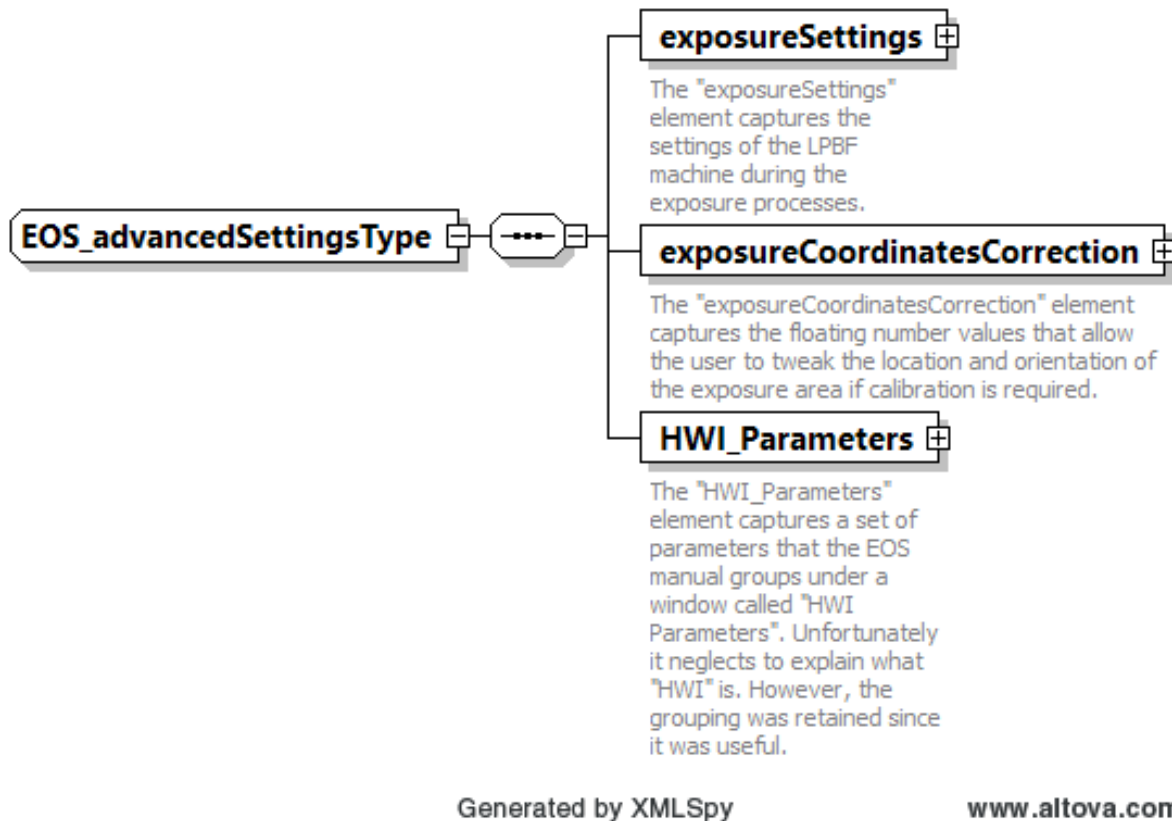 exposureSettings
The "exposureSettings"
element captures the
settings of the LPBF
machine during the
exposure processes.
EOS_advancedSettingsType
exposureCoordinatesCorrection
The "exposureCoordinatesCorrection" element
captures the floating number values that allow
the user to tweak the location and orientation of
the exposure area if calibration is required.
HWI_Parameters
The "HWI_Parameters"
element captures a set of
parameters that the EOS
manual groups under a
window called "HWI
Parameters". Unfortunately
it neglects to explain what
"HWI" is. However, the
grouping was retained since
it was useful.
Generated by XMLSpy
www.altova.com